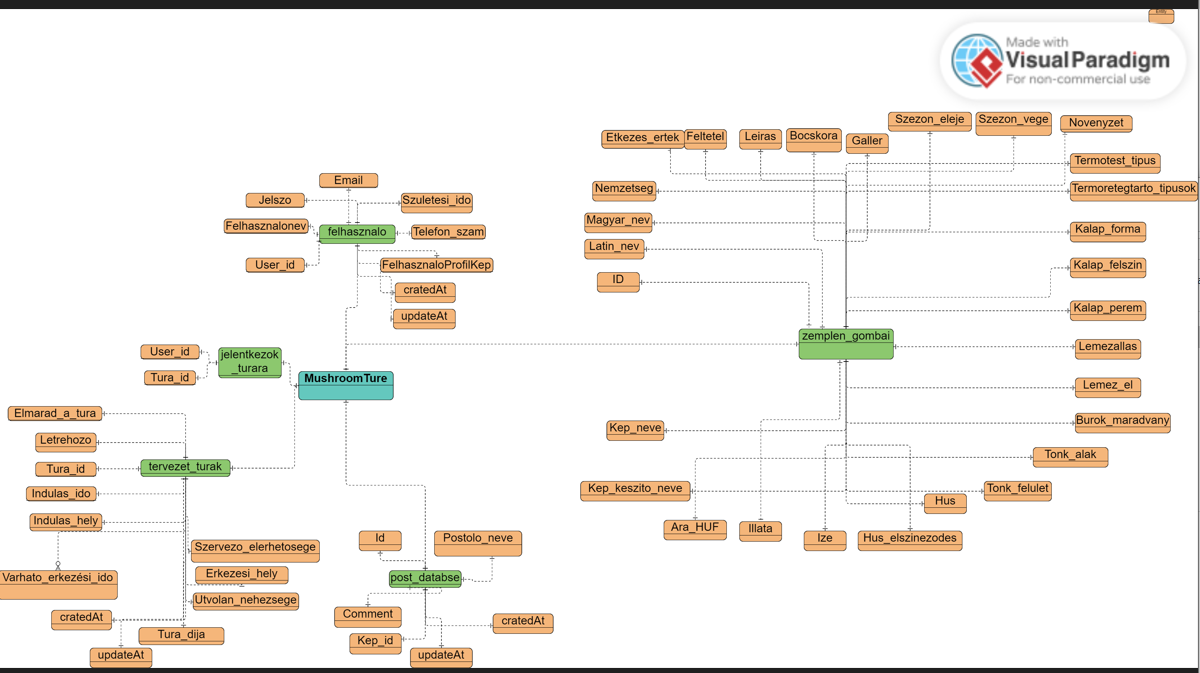 Made with
Visual Paradigm
For non-commercial use
Szezon_eleje
Szezon_vege
Novenyzet
Etkezes_ertek
Feltetel
Leiras
Bocskora
Galler
Termotest_tipus
Nemzetseg
Termoretegtarto_tipusok
Magyar_nev
Kalap_forma
Latin_nev
Kalap_felszin
ID
Kalap_perem
zemplen_gombai
Lemezallas
Lemez_el
Burok_maradvany
Kep_neve
Tonk_alak
Kep_keszito_neve
Tonk_felulet
Hus
Ara_HUF
Illata
Ize
Hus_elszinezodes
Email
Jelszo
Szuletesi_ido
Felhasznalonev
felhasznalo
Telefon_szam
User_id
FelhasznaloProfilKep
cratedAt
updateAt
User_id
jelentkezok
_turara
Tura_id
MushroomTure
Elmarad_a_tura
Letrehozo
Tura_id
tervezet_turak
Indulas_ido
Indulas_hely
Szervezo_elerhetosege
Varhato_erkezési_ido
Erkezesi_hely
Utvolan_nehezsege
cratedAt
Tura_dija
updateAt
Id
Postolo_neve
post_databse
Comment
Kep_id
cratedAt
updateAt